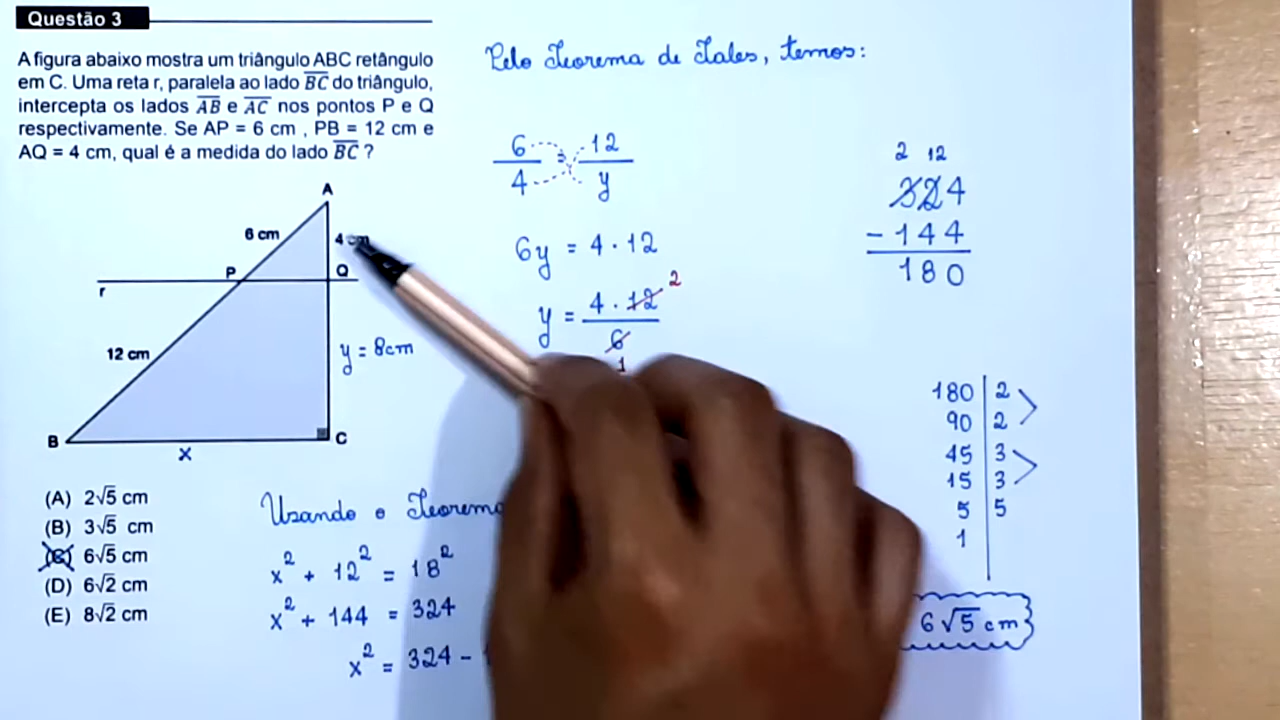 Questão 3
A figura abaixo mostra um triângulo ABC retângulo
em C. Uma reta r, paralela ao lado BC do triângulo,
intercepta os lados AB e AC nos pontos P e Q
respectivamente. Se AP = 6 cm , PB = 12 cm e
AQ = 4 cm, qual é a medida do lado BC ?
A
6 cm
4 cm
P
Q
r
12 cm
y = 8cm
B
C
x
(A) 2√5 cm
(B) 3√5 cm
(C) 6√5 cm
(D) 6√2 cm
(E) 8√2 cm
Pelo Teorema de Tales, temos:
6/4 = 12/y
6y = 4 · 12
y = 4 · 12/6
2
1
Usando o Teorema
x² + 12² = 18²
x² + 144 = 324
x² = 324 -
2 12
324
- 144
180
180 | 2
90 | 2
45 | 3
15 | 3
5 | 5
1
6√5 cm